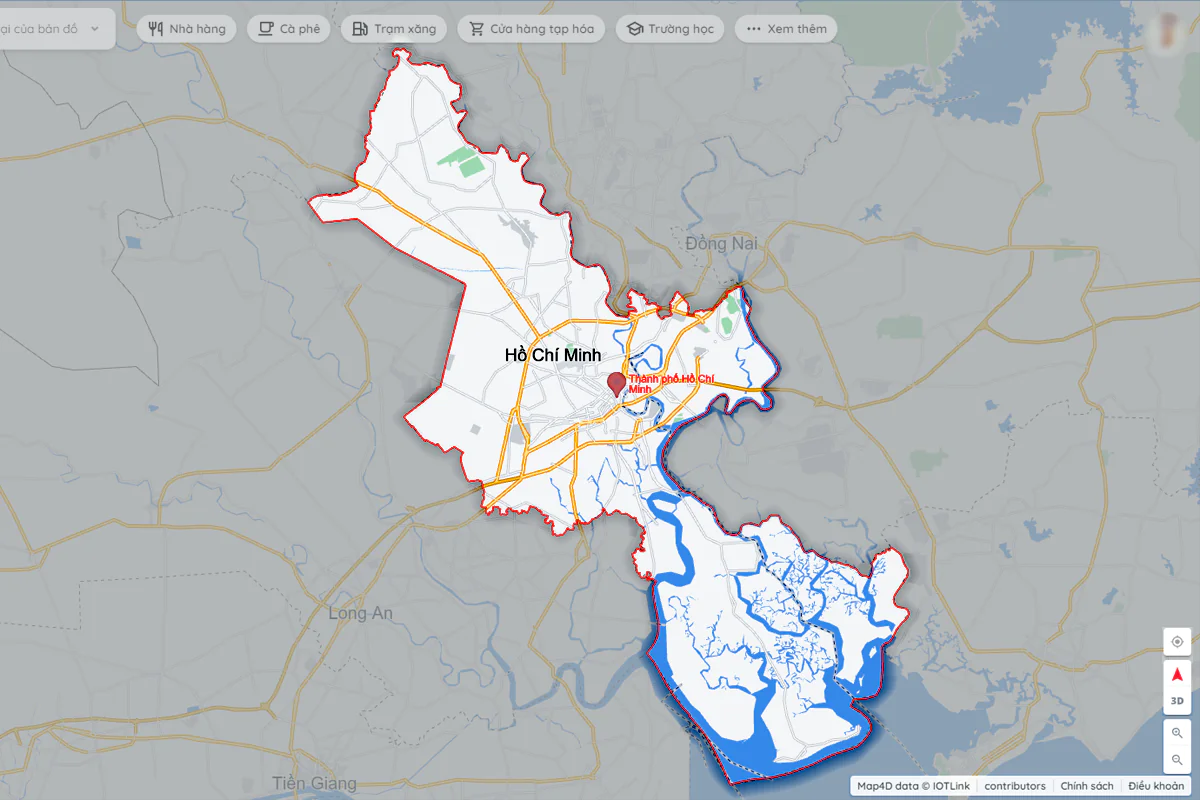 ại của bản đồ
Nhà hàng
Cà phê
Trạm xăng
Cửa hàng tạp hóa
Trường học
Xem thêm
Đồng Nai
Hồ Chí Minh
Thành phố Hồ Chí
Minh
Long An
3D
Tiền Giang
Map4D data © IOTLink
contributors
Chính sách
Điều khoản